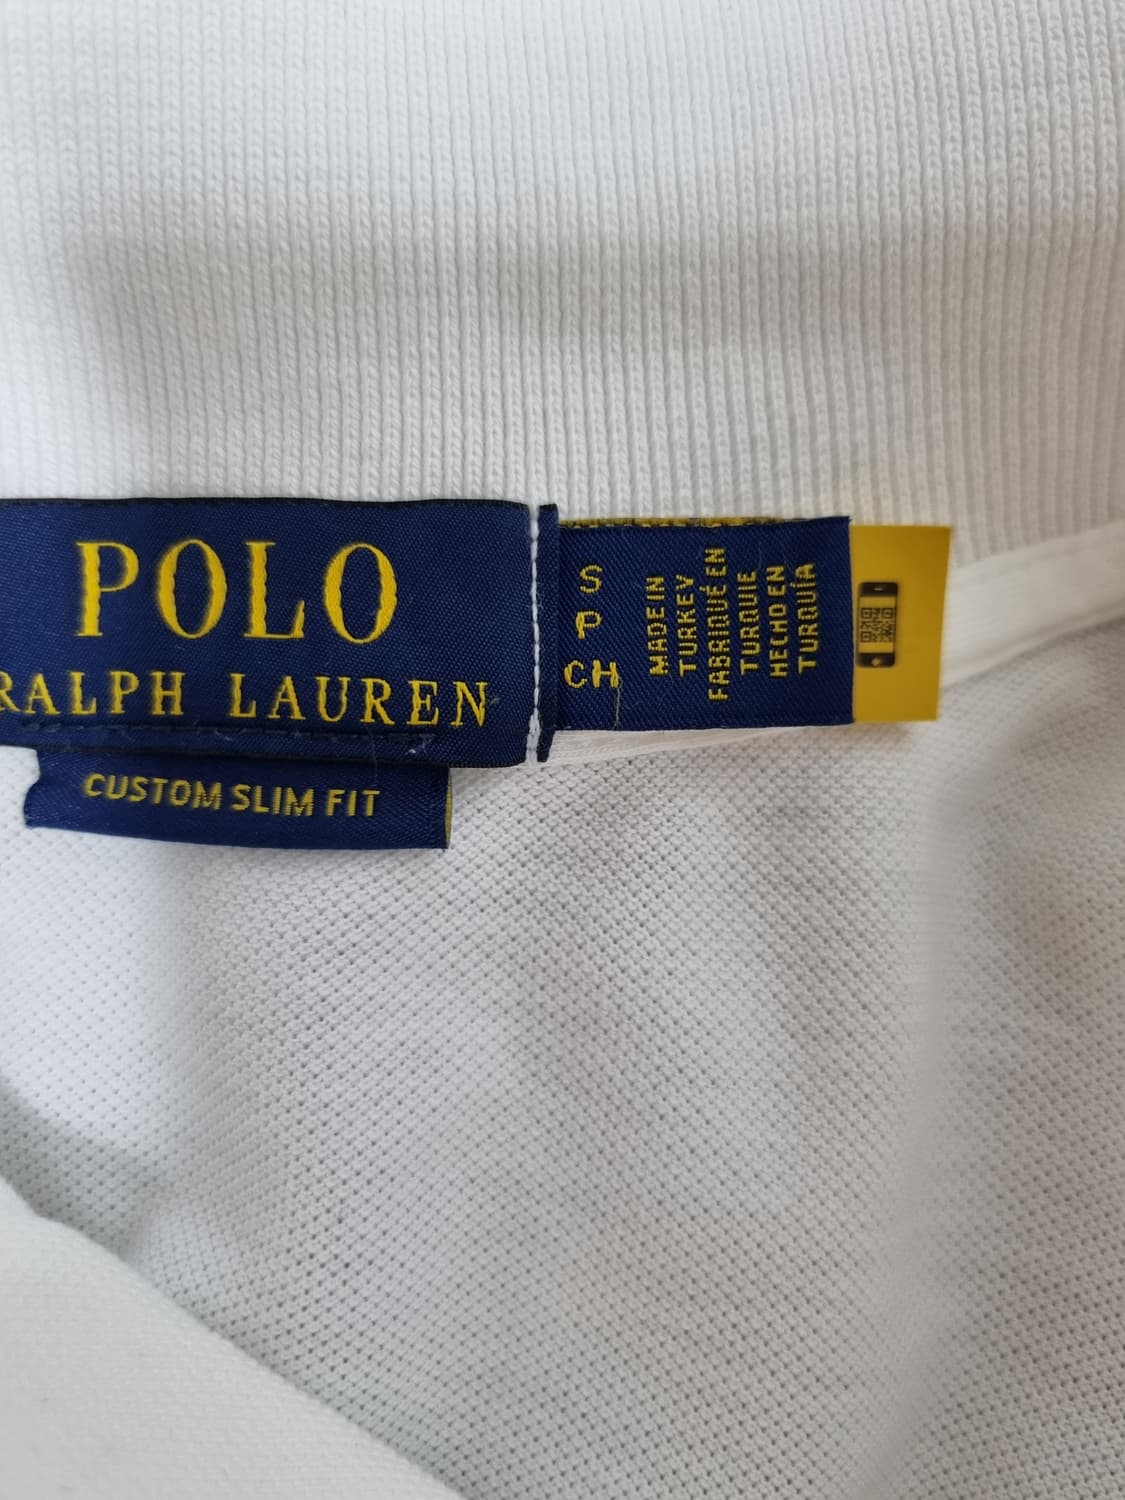 POLO
RALPH LAUREN
CUSTOM SLIM FIT
S
P
CH
MADE IN
TURKEY
FABRIQUÉ EN
TURQUIE
HECHO EN
TURQUÍA